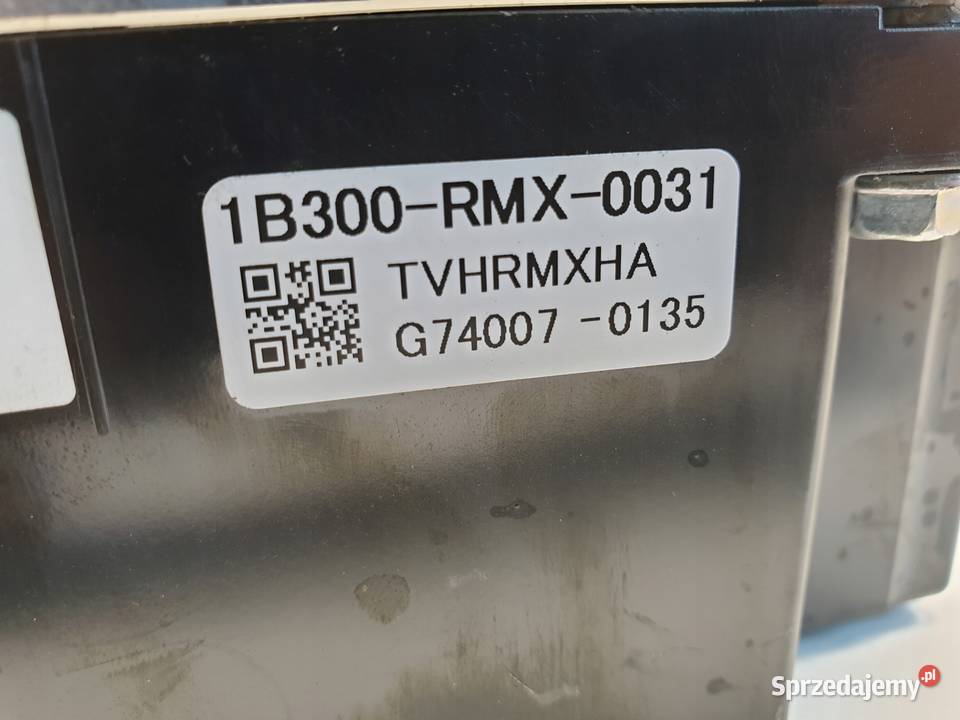 1B300-RMX-0031
TVHRMXHA
G74007 -0135
Sprzedajemy.pl